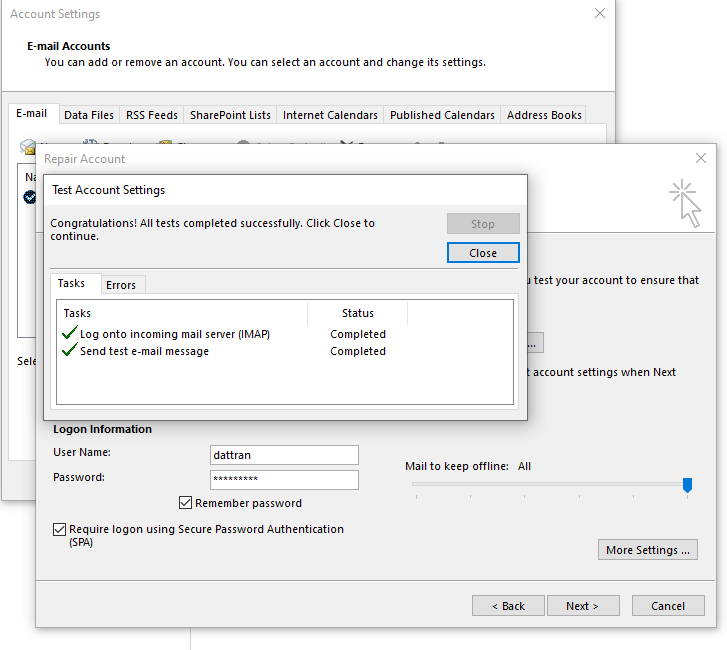 Account Settings
E-mail Accounts
You can add or remove an account. You can select an account and change its settings.
E-mail Data Files RSS Feeds SharePoint Lists Internet Calendars Published Calendars Address Books
Repair Account
Test Account Settings
Congratulations! All tests completed successfully. Click Close to
continue.
Stop
Close
Tasks Errors
Tasks Status
Log onto incoming mail server (IMAP) Completed
Send test e-mail message Completed
test your account to ensure that
...
account settings when Next
Logon Information
User Name: dattran
Password: *********
Remember password
Require logon using Secure Password Authentication
(SPA)
Mail to keep offline: All
More Settings ...
< Back Next > Cancel